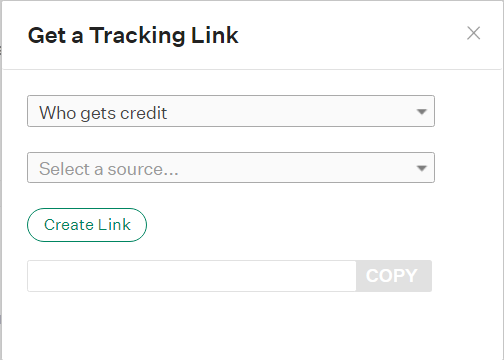 Get a Tracking Link
Who gets credit
Select a source...
Create Link
COPY